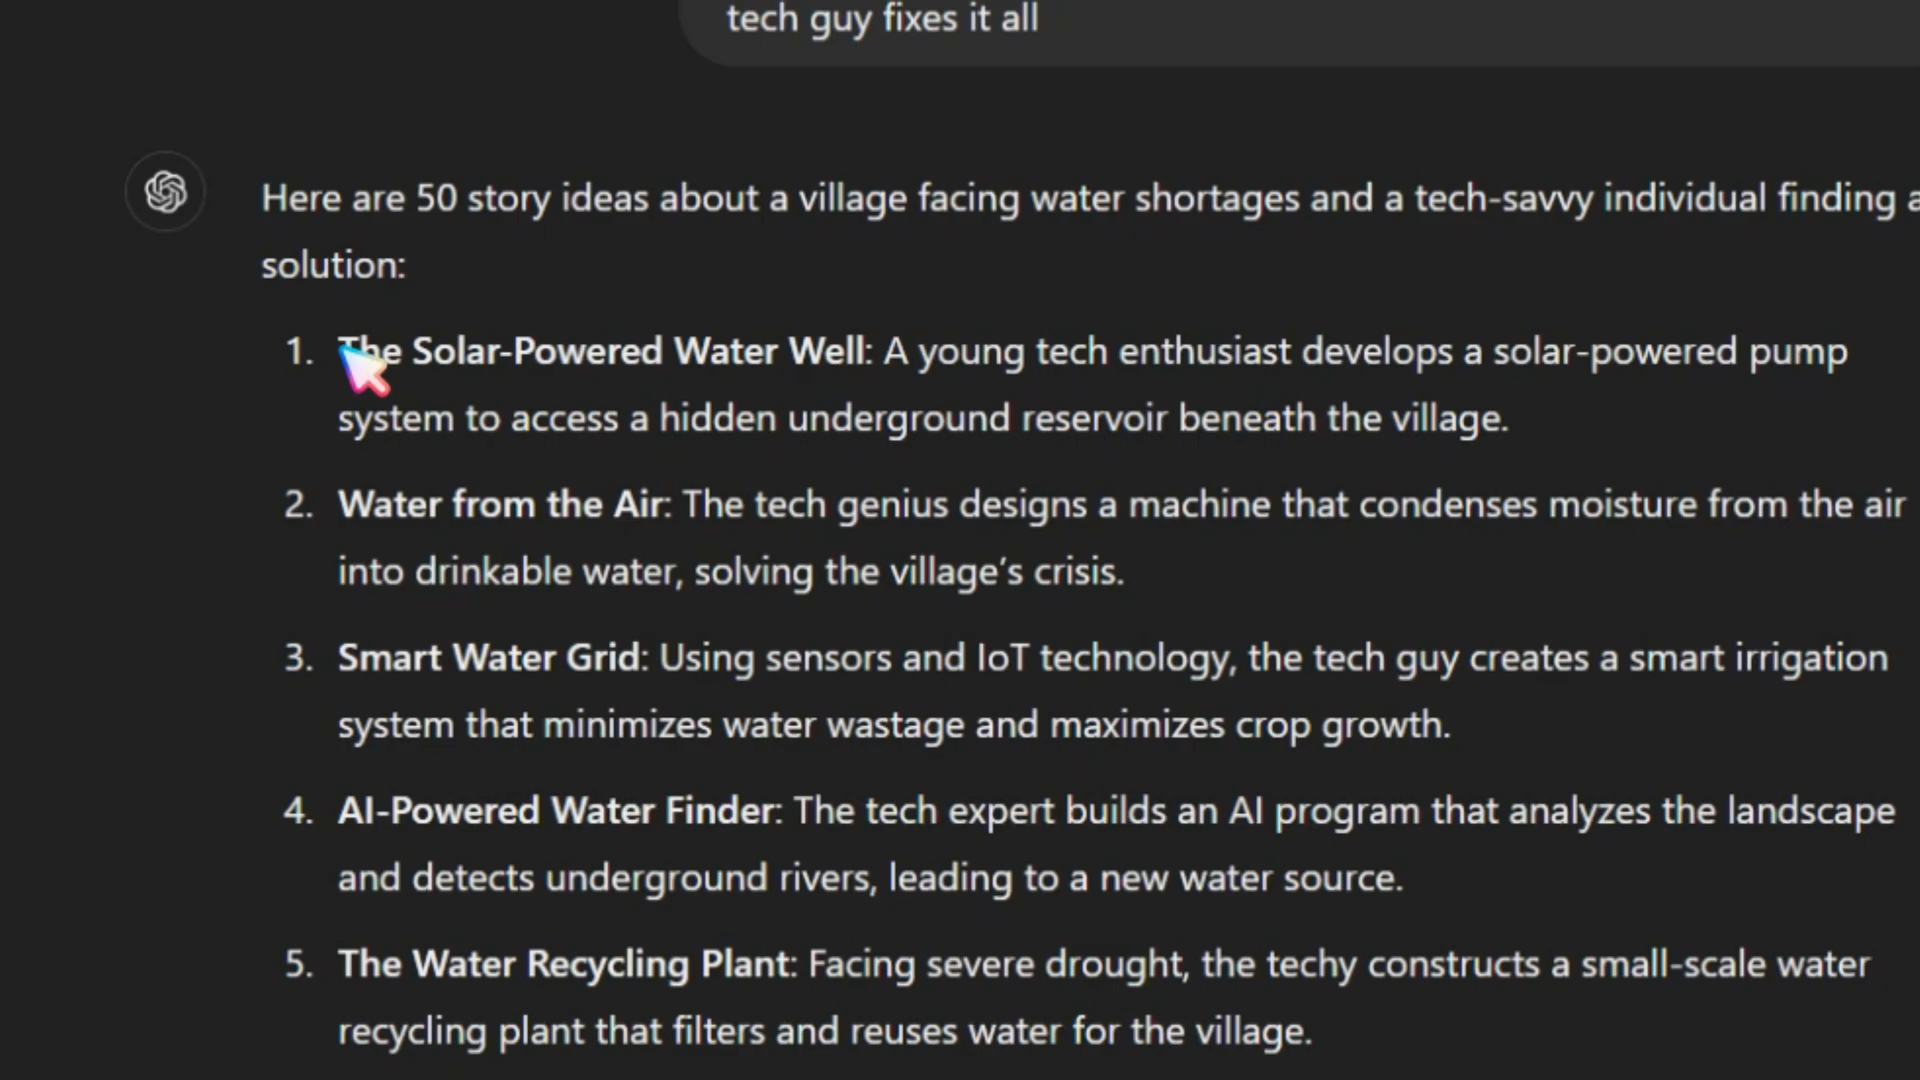 tech guy fixes it all
Here are 50 story ideas about a village facing water shortages and a tech-savvy individual finding a
solution:
1. The Solar-Powered Water Well: A young tech enthusiast develops a solar-powered pump
system to access a hidden underground reservoir beneath the village.
2. Water from the Air: The tech genius designs a machine that condenses moisture from the air
into drinkable water, solving the village’s crisis.
3. Smart Water Grid: Using sensors and IoT technology, the tech guy creates a smart irrigation
system that minimizes water wastage and maximizes crop growth.
4. AI-Powered Water Finder: The tech expert builds an AI program that analyzes the landscape
and detects underground rivers, leading to a new water source.
5. The Water Recycling Plant: Facing severe drought, the techy constructs a small-scale water
recycling plant that filters and reuses water for the village.